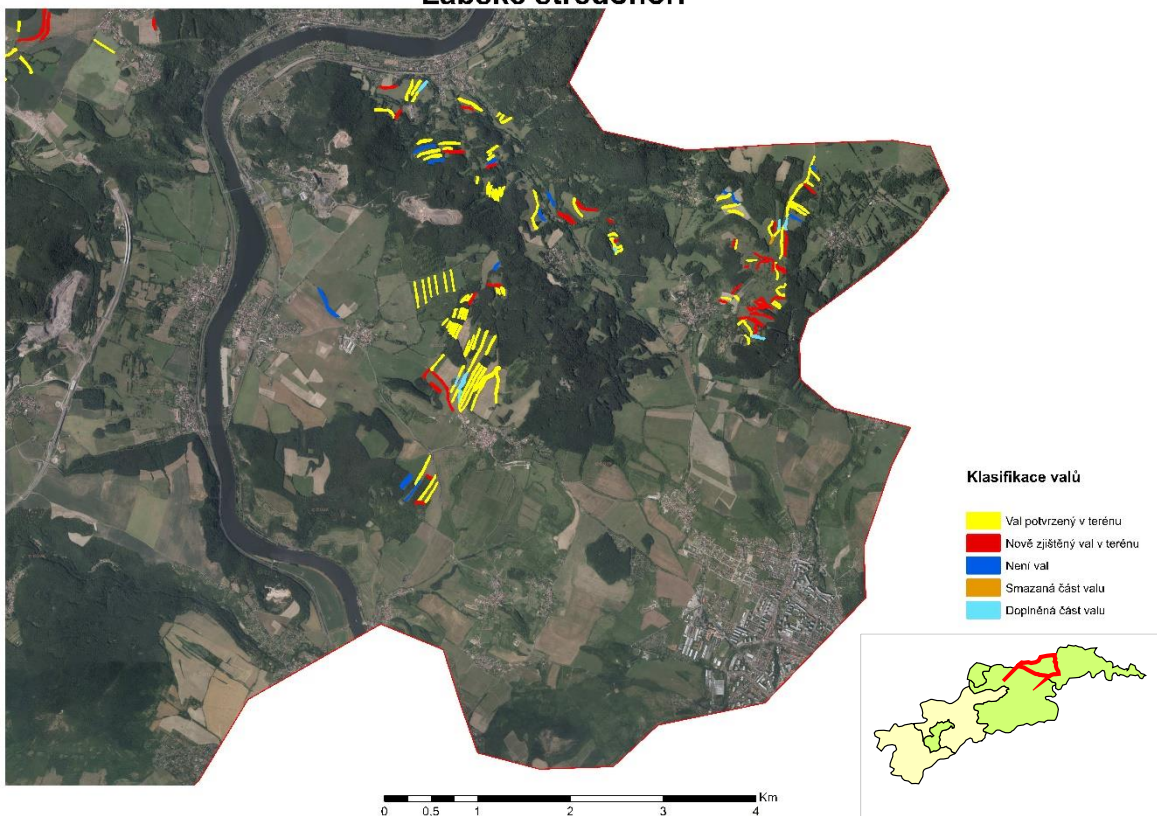 Klasifikace valů
Val potvrzený v terénu
Nově zjištěný val v terénu
Není val
Smazaná část valu
Doplněná část valu
Km
0 0.5 1 2 3 4